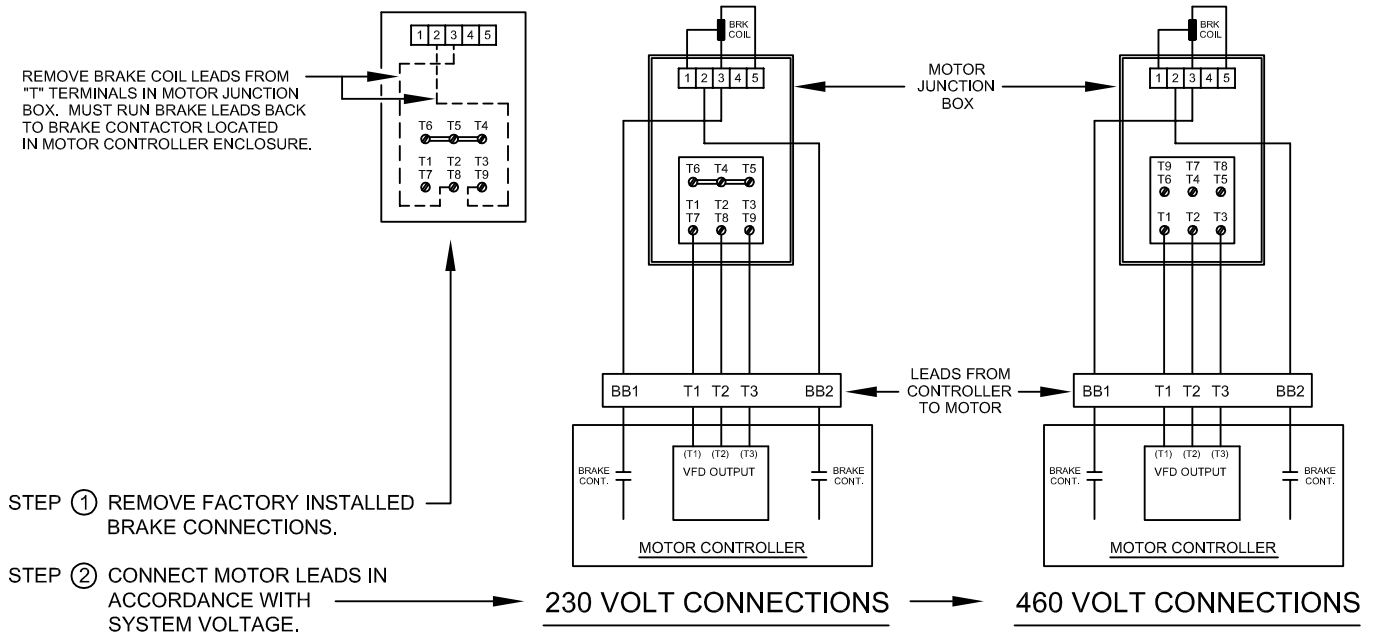 1 2 3 4 5
REMOVE BRAKE COIL LEADS FROM
"T" TERMINALS IN MOTOR JUNCTION
BOX. MUST RUN BRAKE LEADS BACK
TO BRAKE CONTACTOR LOCATED
IN MOTOR CONTROLLER ENCLOSURE.
T6 T5 T4
T1 T2 T3
T7 T8 T9
STEP 1 REMOVE FACTORY INSTALLED
BRAKE CONNECTIONS.
STEP 2 CONNECT MOTOR LEADS IN
ACCORDANCE WITH
SYSTEM VOLTAGE.
BRK
COIL
1 2 3 4 5
T6 T4 T5
T1 T2 T3
T7 T8 T9
BB1 T1 T2 T3 BB2
(T1) (T2) (T3)
VFD OUTPUT
BRAKE
CONT.
BRAKE
CONT.
MOTOR CONTROLLER
230 VOLT CONNECTIONS
MOTOR
JUNCTION
BOX
LEADS FROM
CONTROLLER
TO MOTOR
BRK
COIL
1 2 3 4 5
T9 T7 T8
T6 T4 T5
T1 T2 T3
BB1 T1 T2 T3 BB2
(T1) (T2) (T3)
VFD OUTPUT
BRAKE
CONT.
BRAKE
CONT.
MOTOR CONTROLLER
460 VOLT CONNECTIONS